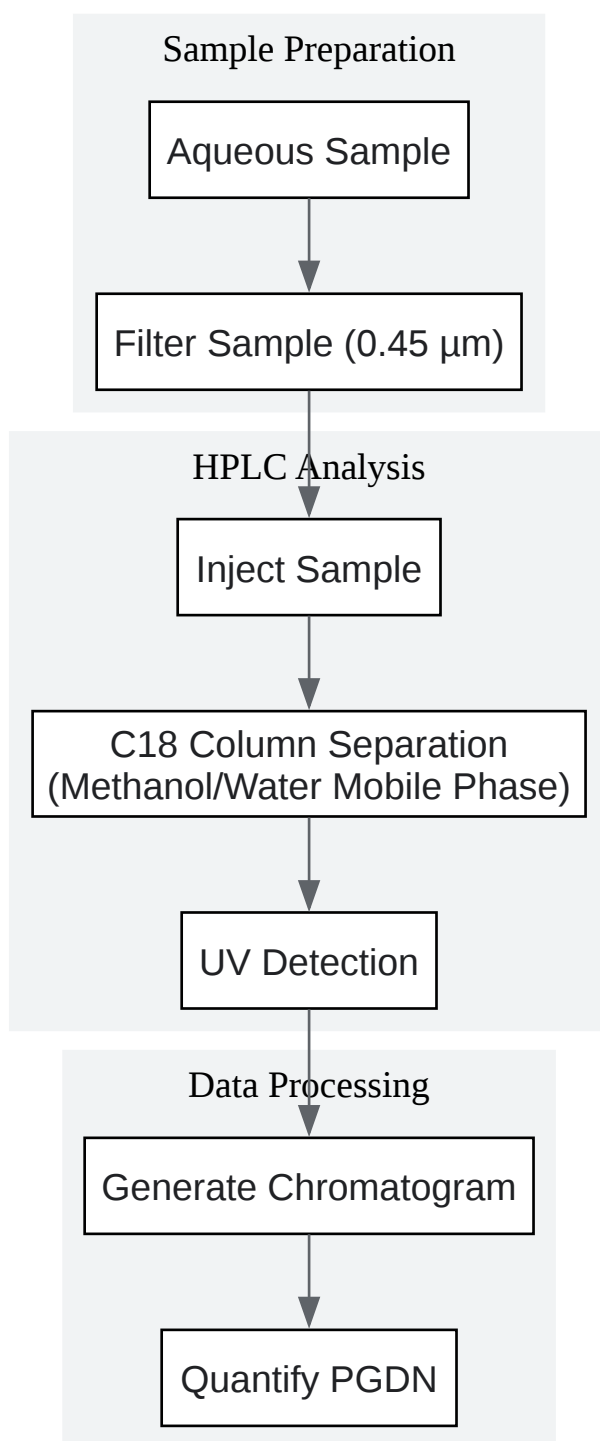 Sample Preparation
Aqueous Sample
Filter Sample (0.45 µm)
HPLC Analysis
Inject Sample
C18 Column Separation
(Methanol/Water Mobile Phase)
UV Detection
Data Processing
Generate Chromatogram
Quantify PGDN